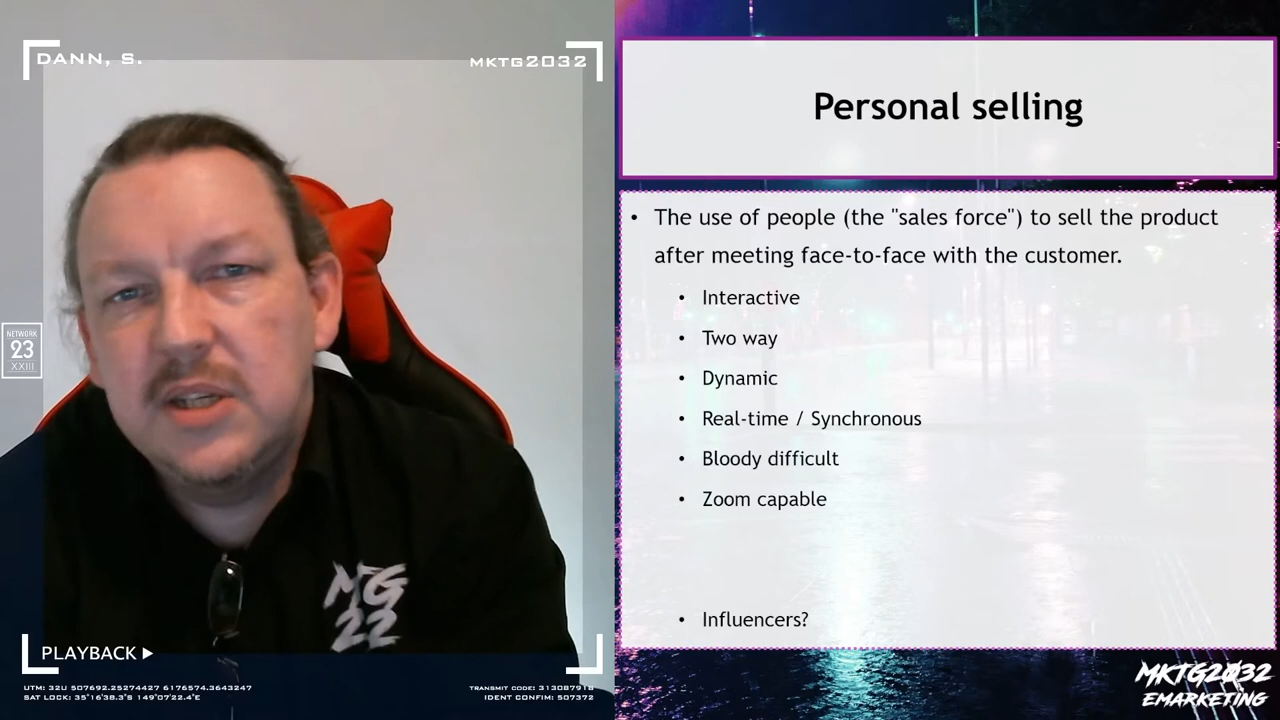 DANN, S.
MKTG2032
NETWORK
23
XXIII
MG
22
PLAYBACK
UTM: 32U 507692.25274427 6176574.3643247
SAT LOCK: 35°16'38.3"S 149°07'22.4"E
TRANSMIT CODE: 313087918
IDENT CONFIM: 507372
Personal selling
• The use of people (the "sales force") to sell the product
after meeting face-to-face with the customer.
• Interactive
• Two way
• Dynamic
• Real-time / Synchronous
• Bloody difficult
• Zoom capable
• Influencers?
MKTG2032
EMARKETING